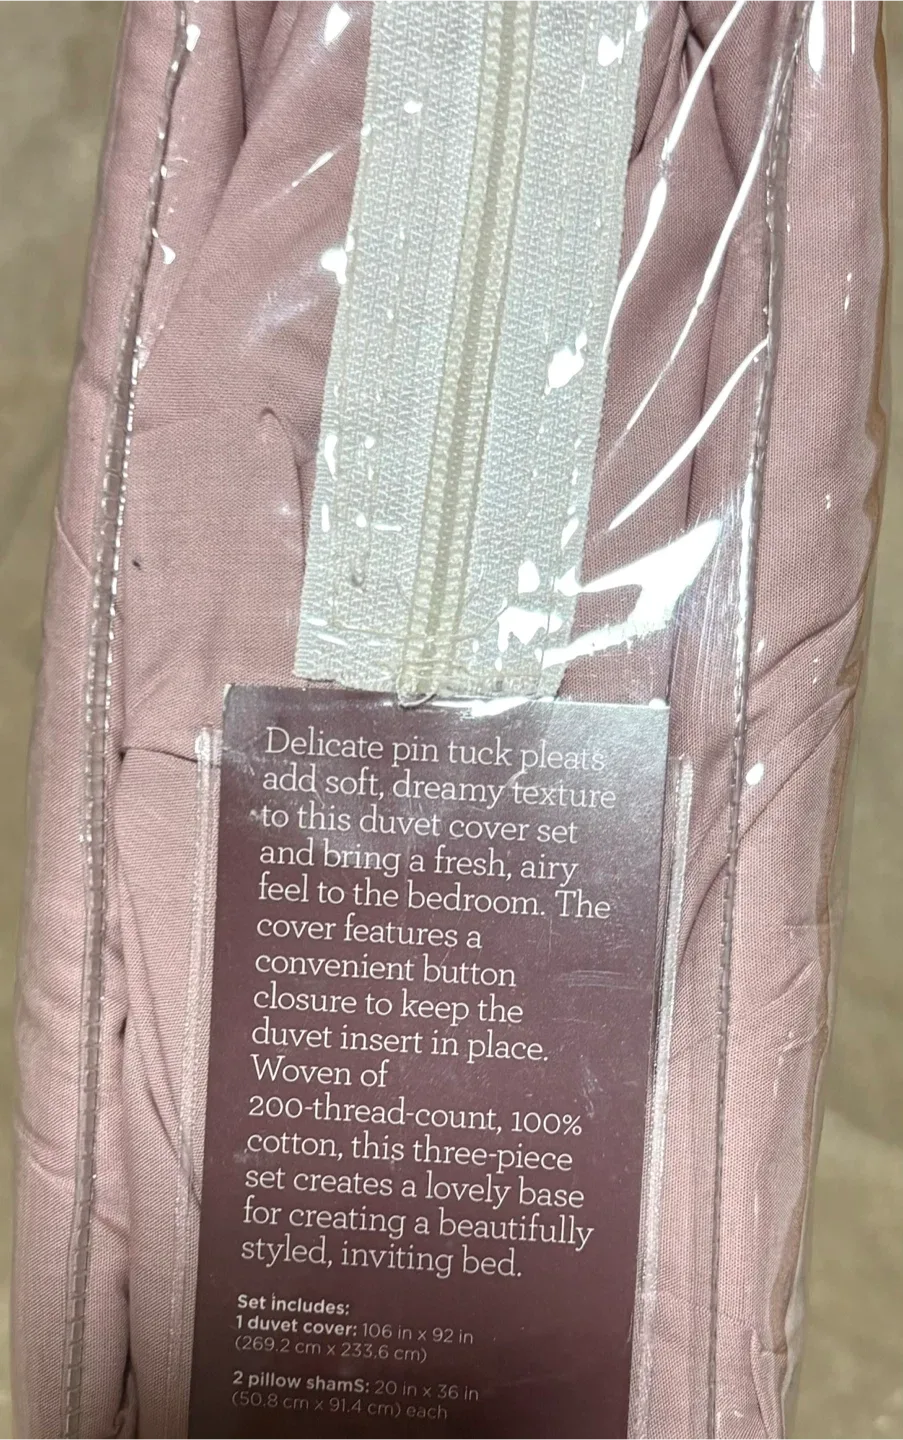 Delicate pin tuck pleats
add soft, dreamy texture
to this duvet cover set
and bring a fresh, airy
feel to the bedroom. The
cover features a
convenient button
closure to keep the
duvet insert in place.
Woven of
200-thread-count, 100%
cotton, this three-piece
set creates a lovely base
for creating a beautifully
styled, inviting bed.
Set includes:
1 duvet cover: 106 in x 92 in
(269.2 cm x 233.6 cm)
2 pillow shamS: 20 in x 36 in
(50.8 cm x 91.4 cm) each